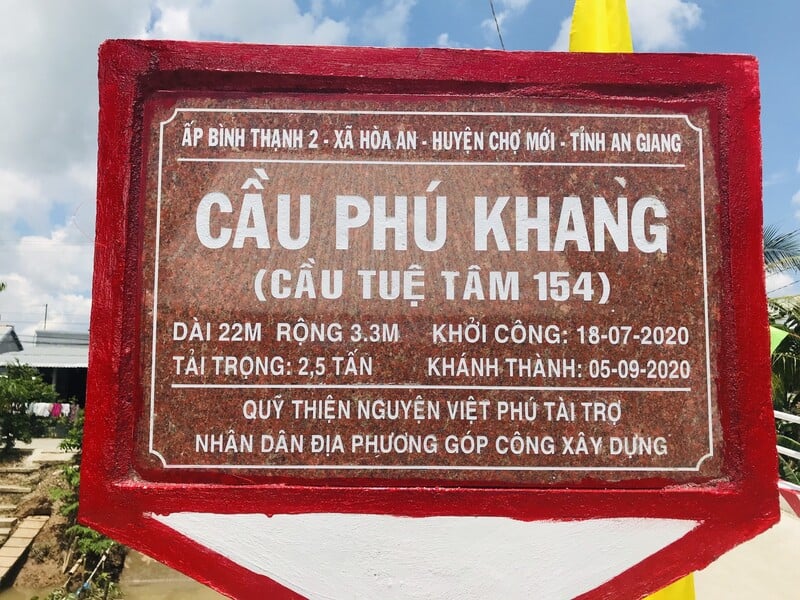 ẤP BÌNH THẠNH 2 - XÃ HÒA AN - HUYỆN CHỢ MỚI - TỈNH AN GIANG
CẦU PHÚ KHANG
(CẦU TUỆ TÂM 154)
DÀI 22M RỘNG 3.3M KHỞI CÔNG: 18-07-2020
TẢI TRỌNG: 2,5 TẤN KHÁNH THÀNH: 05-09-2020
QUỸ THIỆN NGUYỆN VIỆT PHÚ TÀI TRỢ
NHÂN DÂN ĐỊA PHƯƠNG GÓP CÔNG XÂY DỰNG